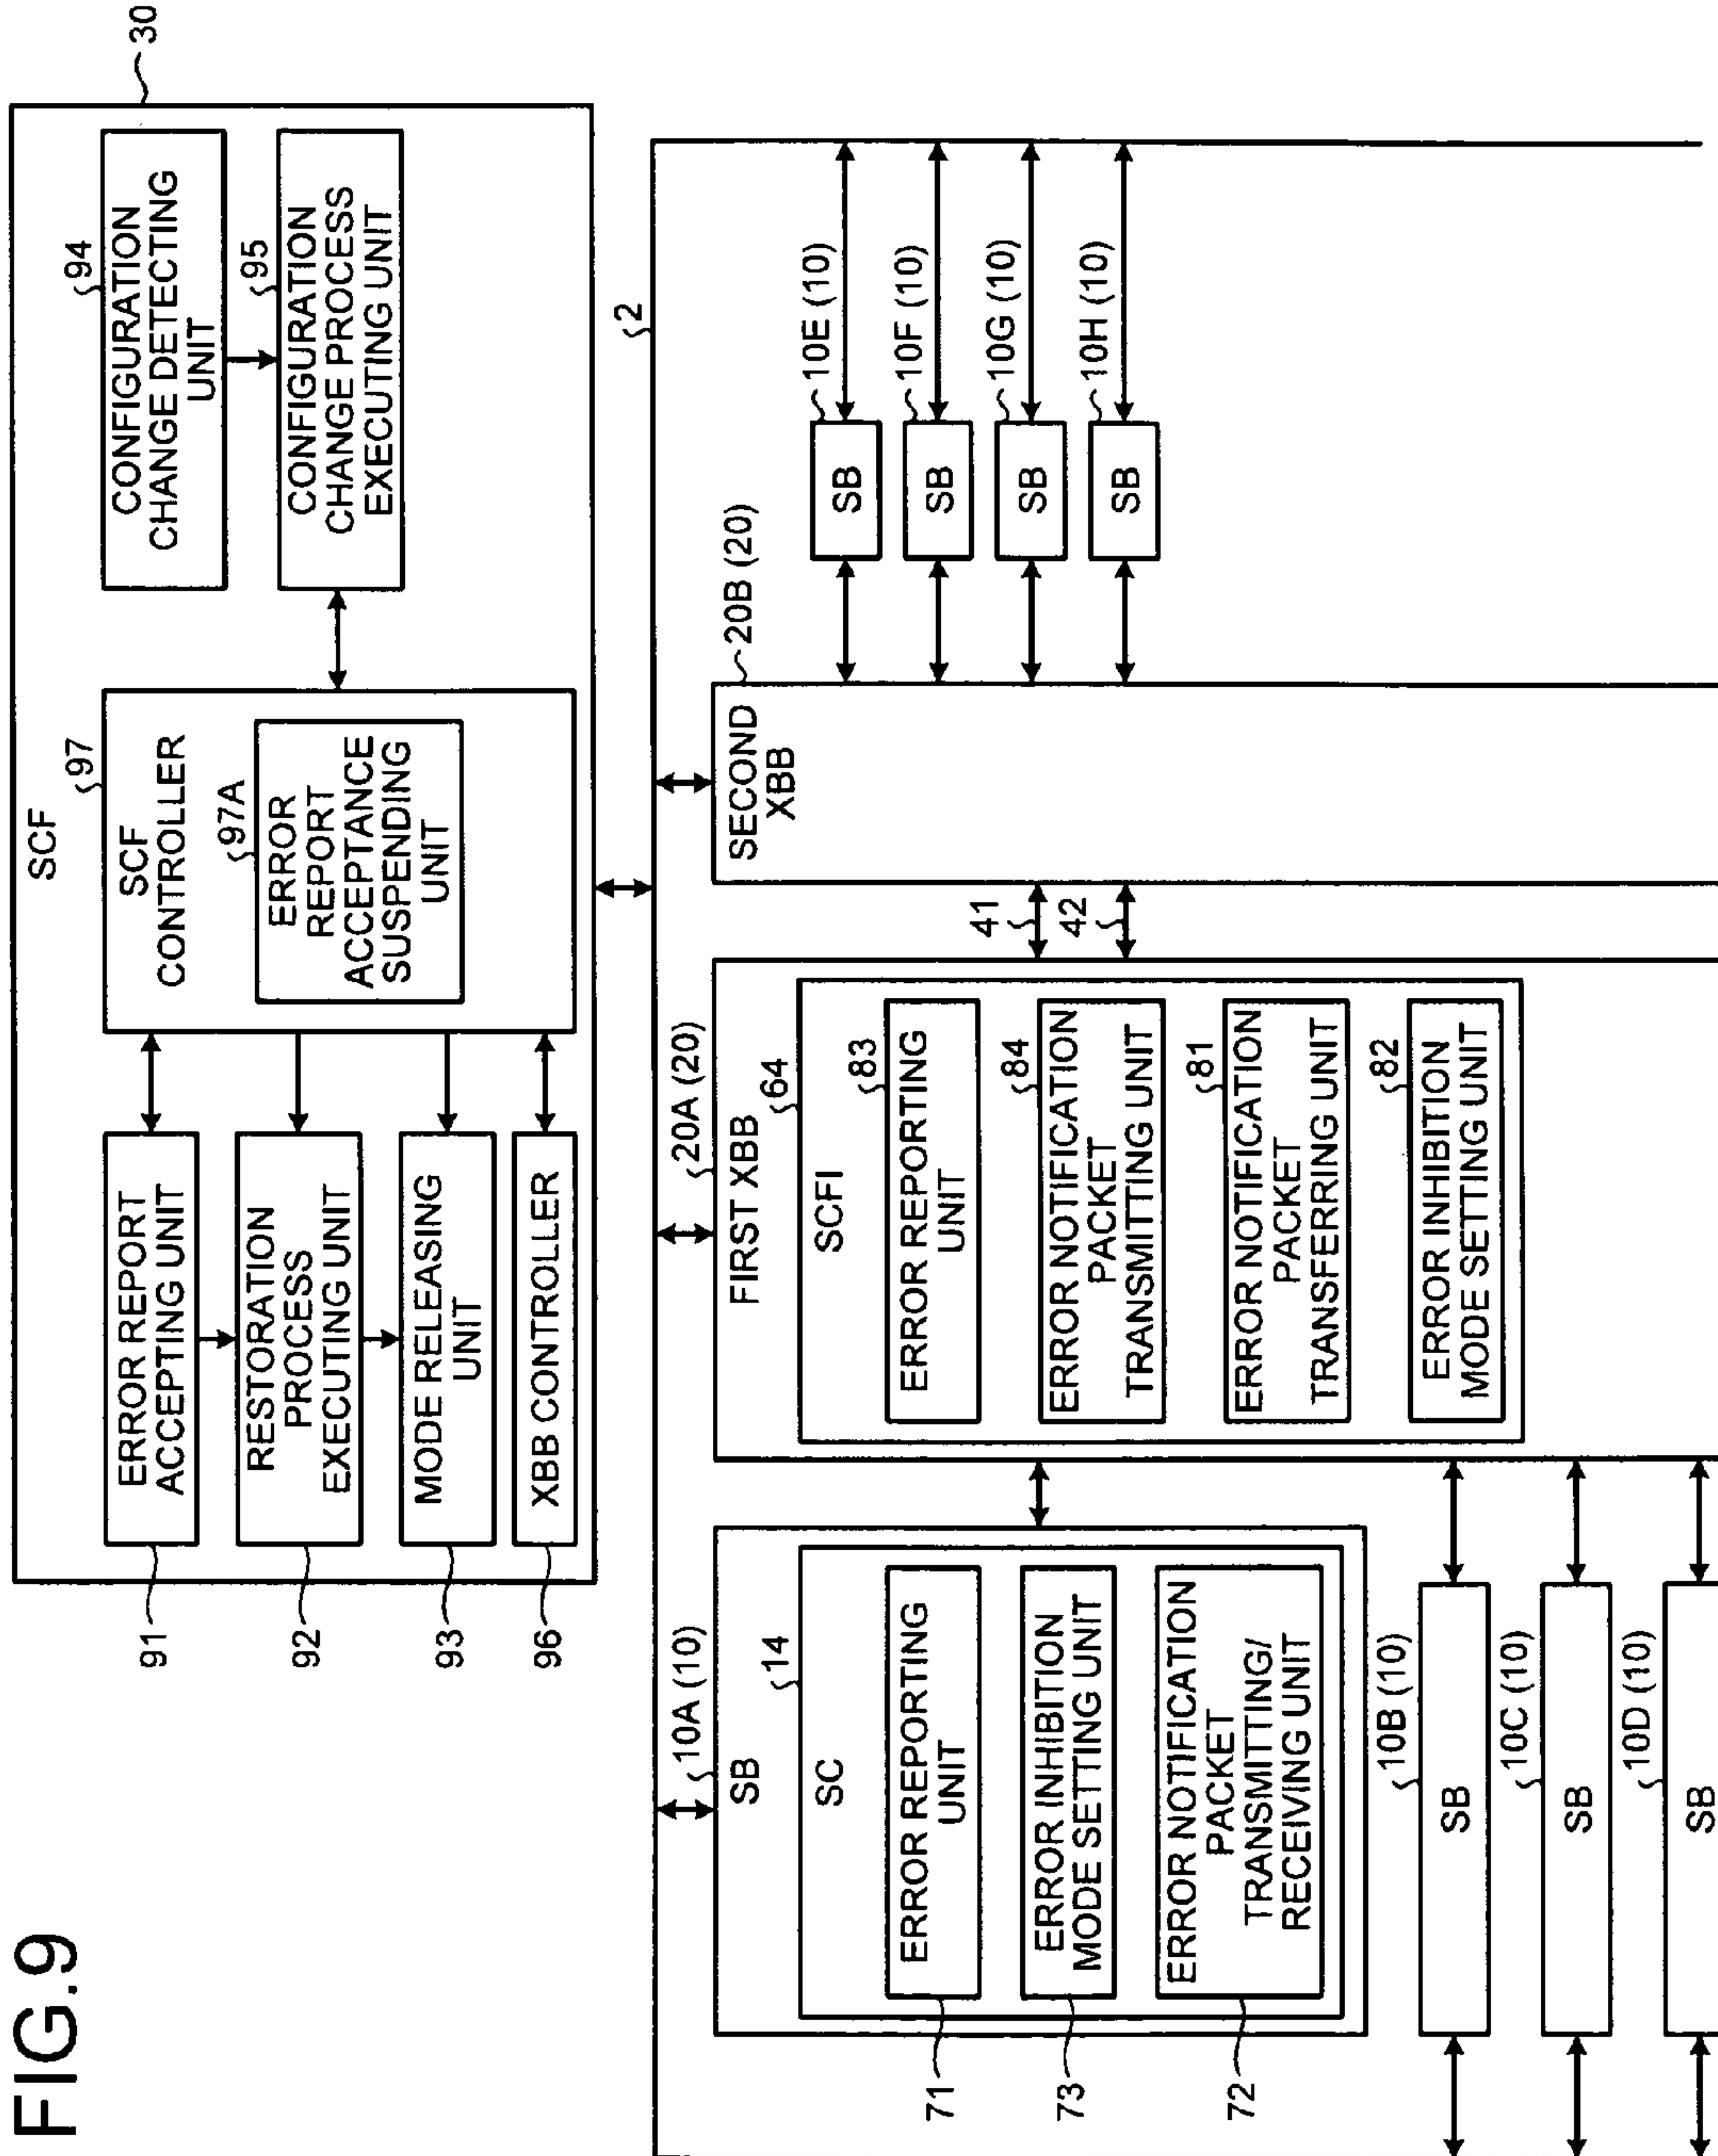 FIG.9
SCF
30
91
ERROR REPORT
ACCEPTING UNIT
92
RESTORATION
PROCESS
EXECUTING UNIT
93
MODE RELEASING
UNIT
96
XBB CONTROLLER
97
SCF
CONTROLLER
97A
ERROR
REPORT
ACCEPTANCE
SUSPENDING
UNIT
94
CONFIGURATION
CHANGE DETECTING
UNIT
95
CONFIGURATION
CHANGE PROCESS
EXECUTING UNIT
2
10A (10)
SB
14
SC
71
ERROR REPORTING
UNIT
73
ERROR INHIBITION
MODE SETTING UNIT
72
ERROR NOTIFICATION
PACKET
TRANSMITTING/
RECEIVING UNIT
10B (10)
SB
10C (10)
SB
10D (10)
SB
20A (20)
FIRST XBB
64
SCFI
83
ERROR REPORTING
UNIT
84
ERROR NOTIFICATION
PACKET
TRANSMITTING UNIT
81
ERROR NOTIFICATION
PACKET
TRANSFERRING UNIT
82
ERROR INHIBITION
MODE SETTING UNIT
41
42
20B (20)
SECOND
XBB
10E (10)
SB
10F (10)
SB
10G (10)
SB
10H (10)
SB